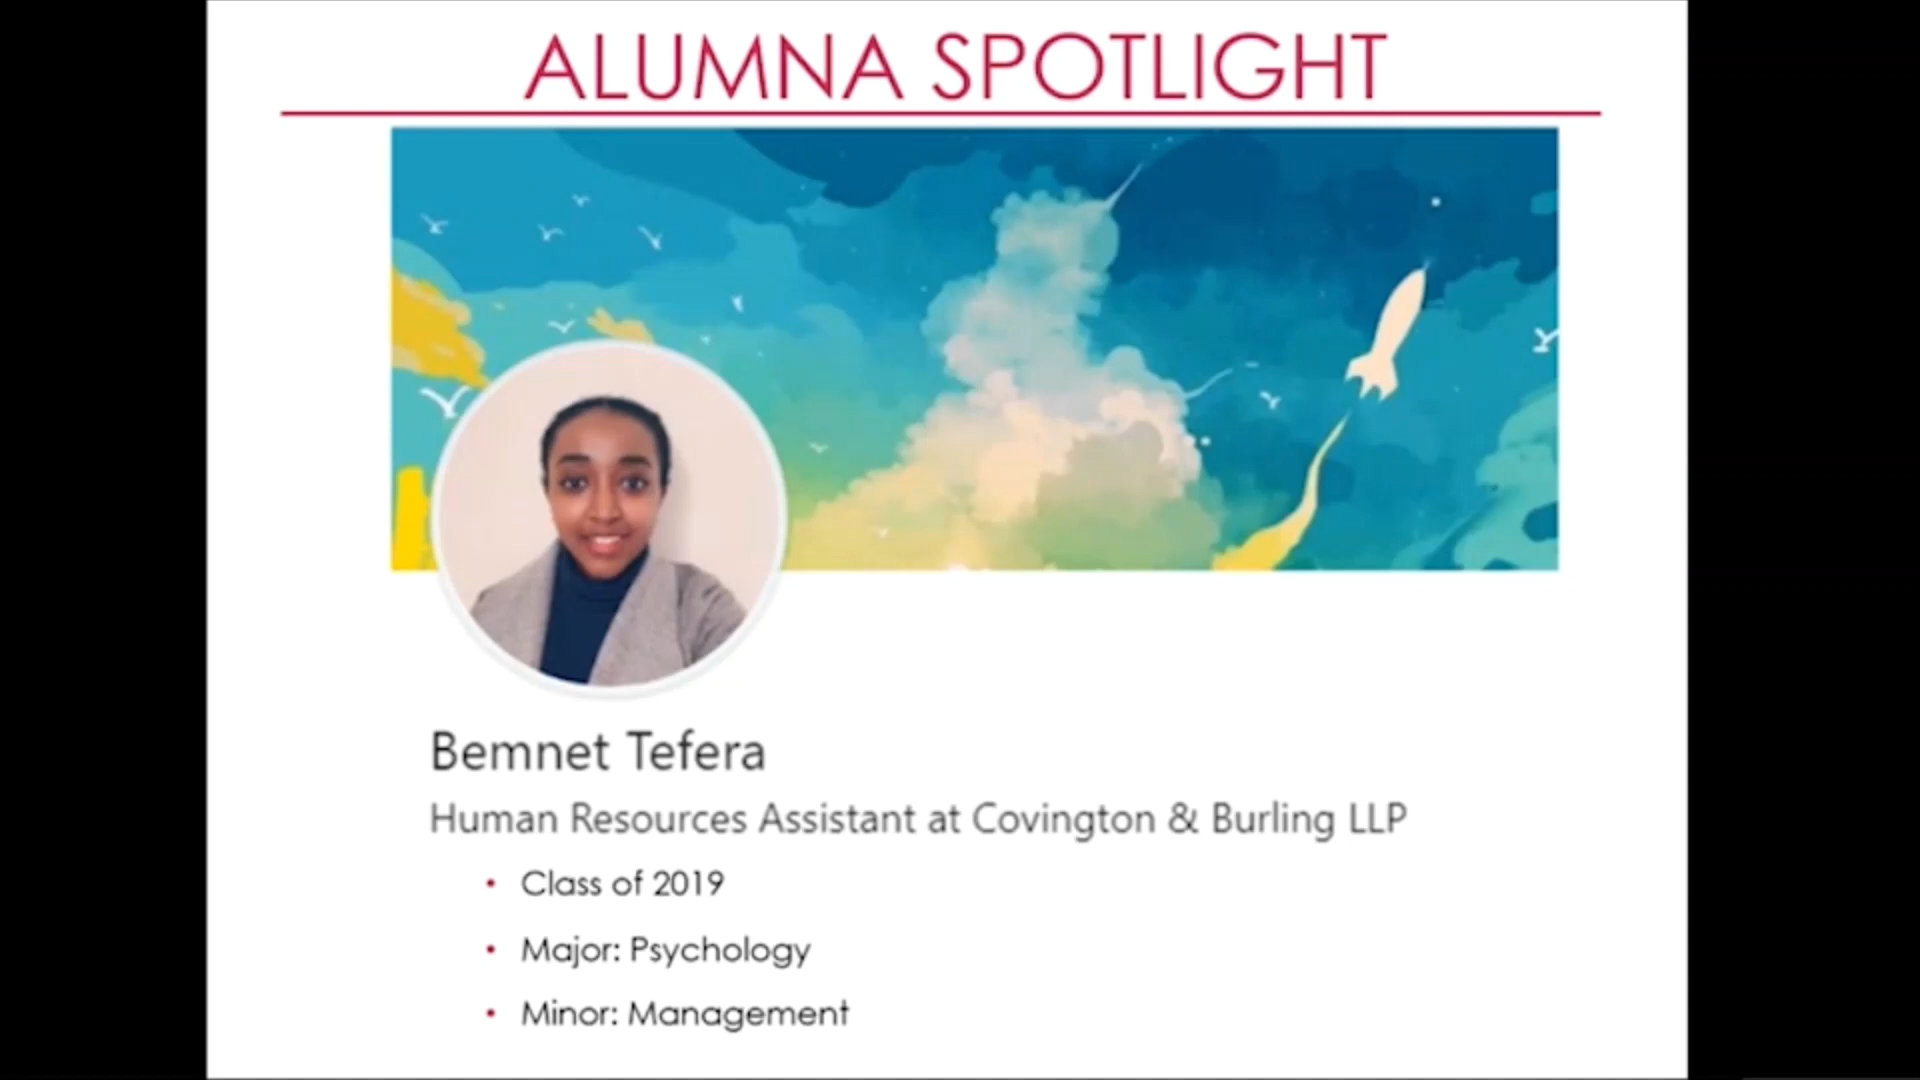 ALUMNA SPOTLIGHT
Bemnet Tefera
Human Resources Assistant at Covington & Burling LLP
• Class of 2019
• Major: Psychology
• Minor: Management